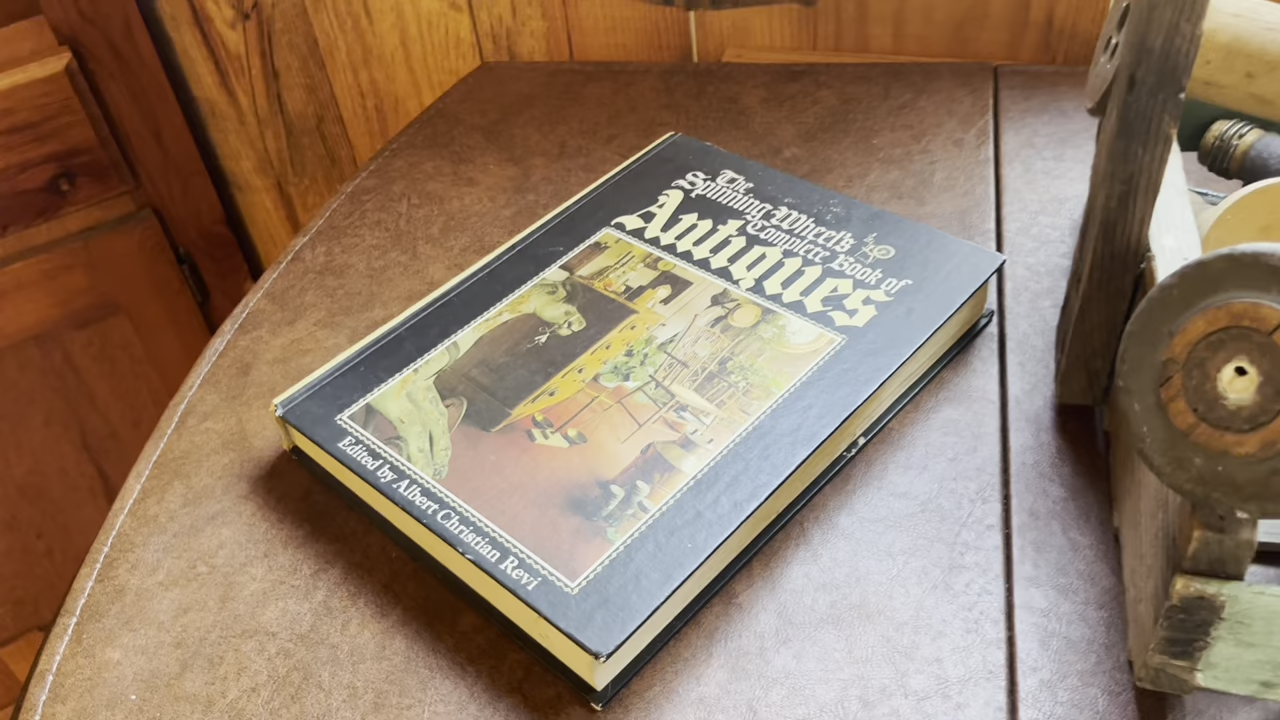 The
Spinning Wheel's
Complete Book of
Antiques
Edited by Albert Christian Revi